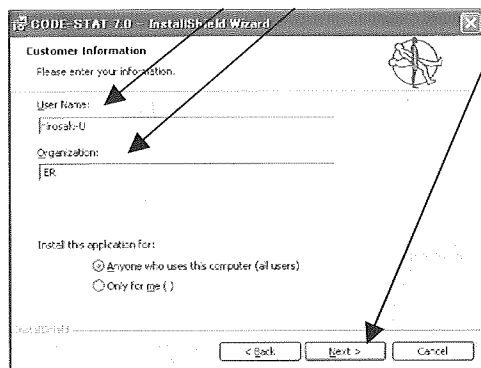 CODE-STAT 7.0 - InstallShield Wizard
Customer Information
Please enter your information.
User Name:
hirosaki-U
Organization:
ER
Install this application for:
Anyone who uses this computer (all users)
Only for me ( )
InstallShield
< Back
Next >
Cancel